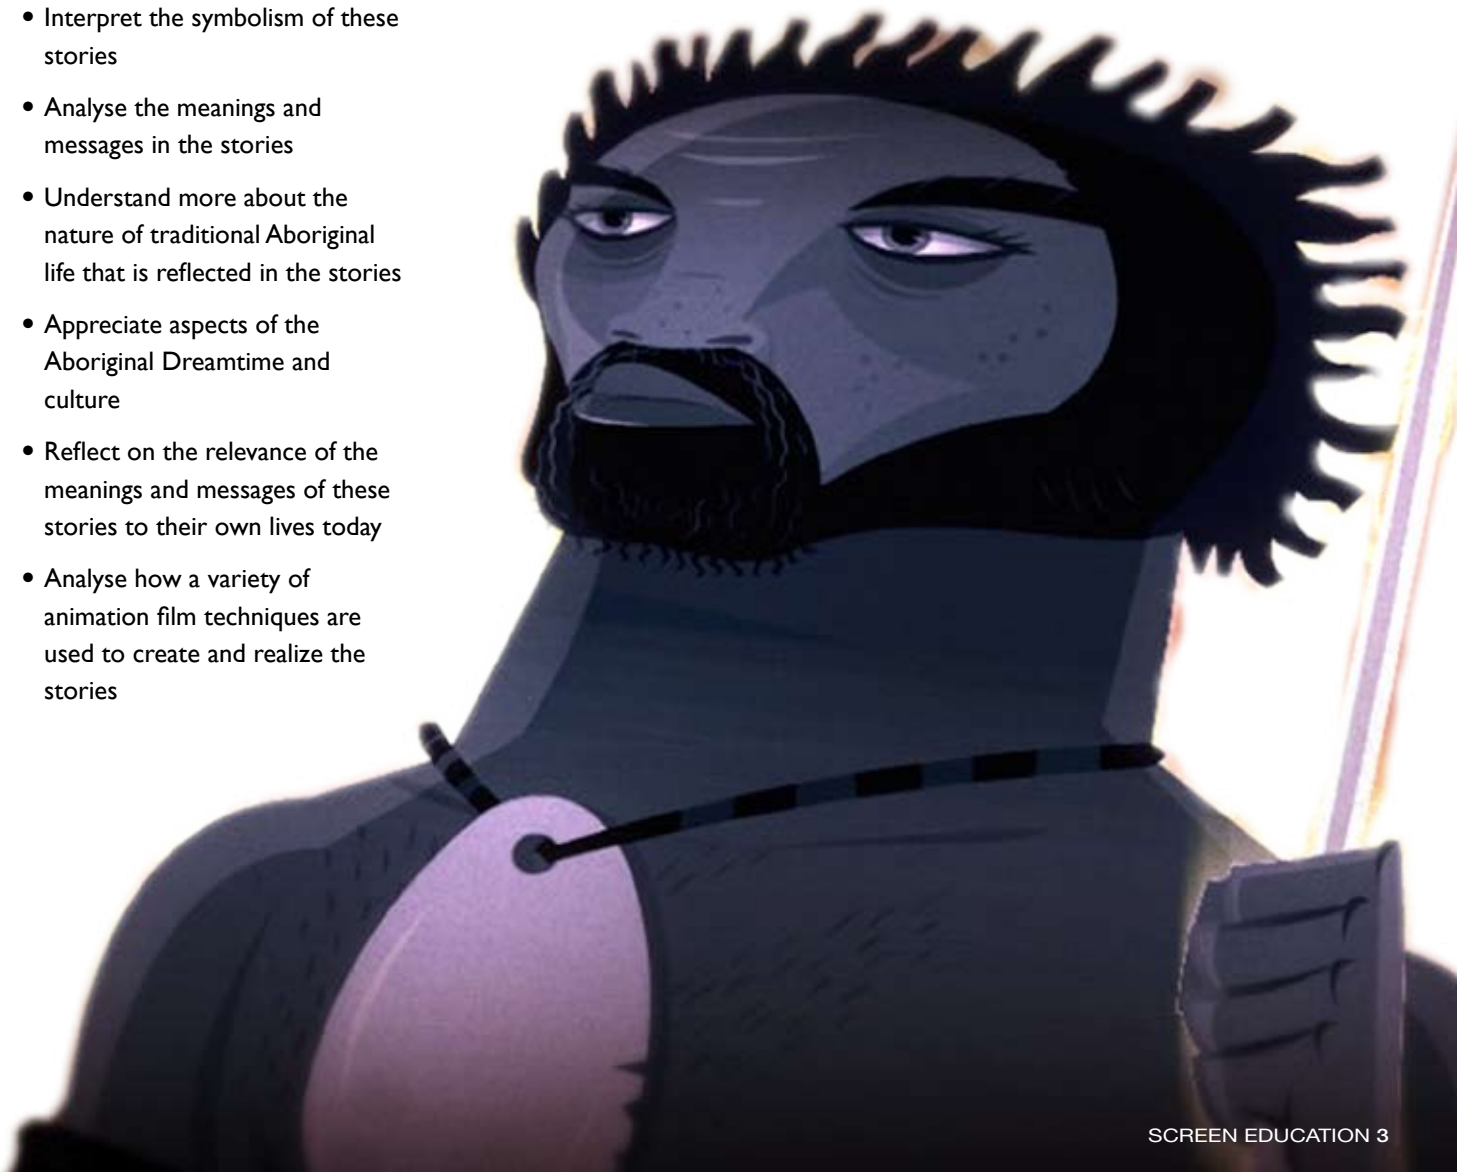 • Interpret the symbolism of these
stories
• Analyse the meanings and
messages in the stories
• Understand more about the
nature of traditional Aboriginal
life that is reflected in the stories
• Appreciate aspects of the
Aboriginal Dreamtime and
culture
• Reflect on the relevance of the
meanings and messages of these
stories to their own lives today
• Analyse how a variety of
animation film techniques are
used to create and realize the
stories
SCREEN EDUCATION 3